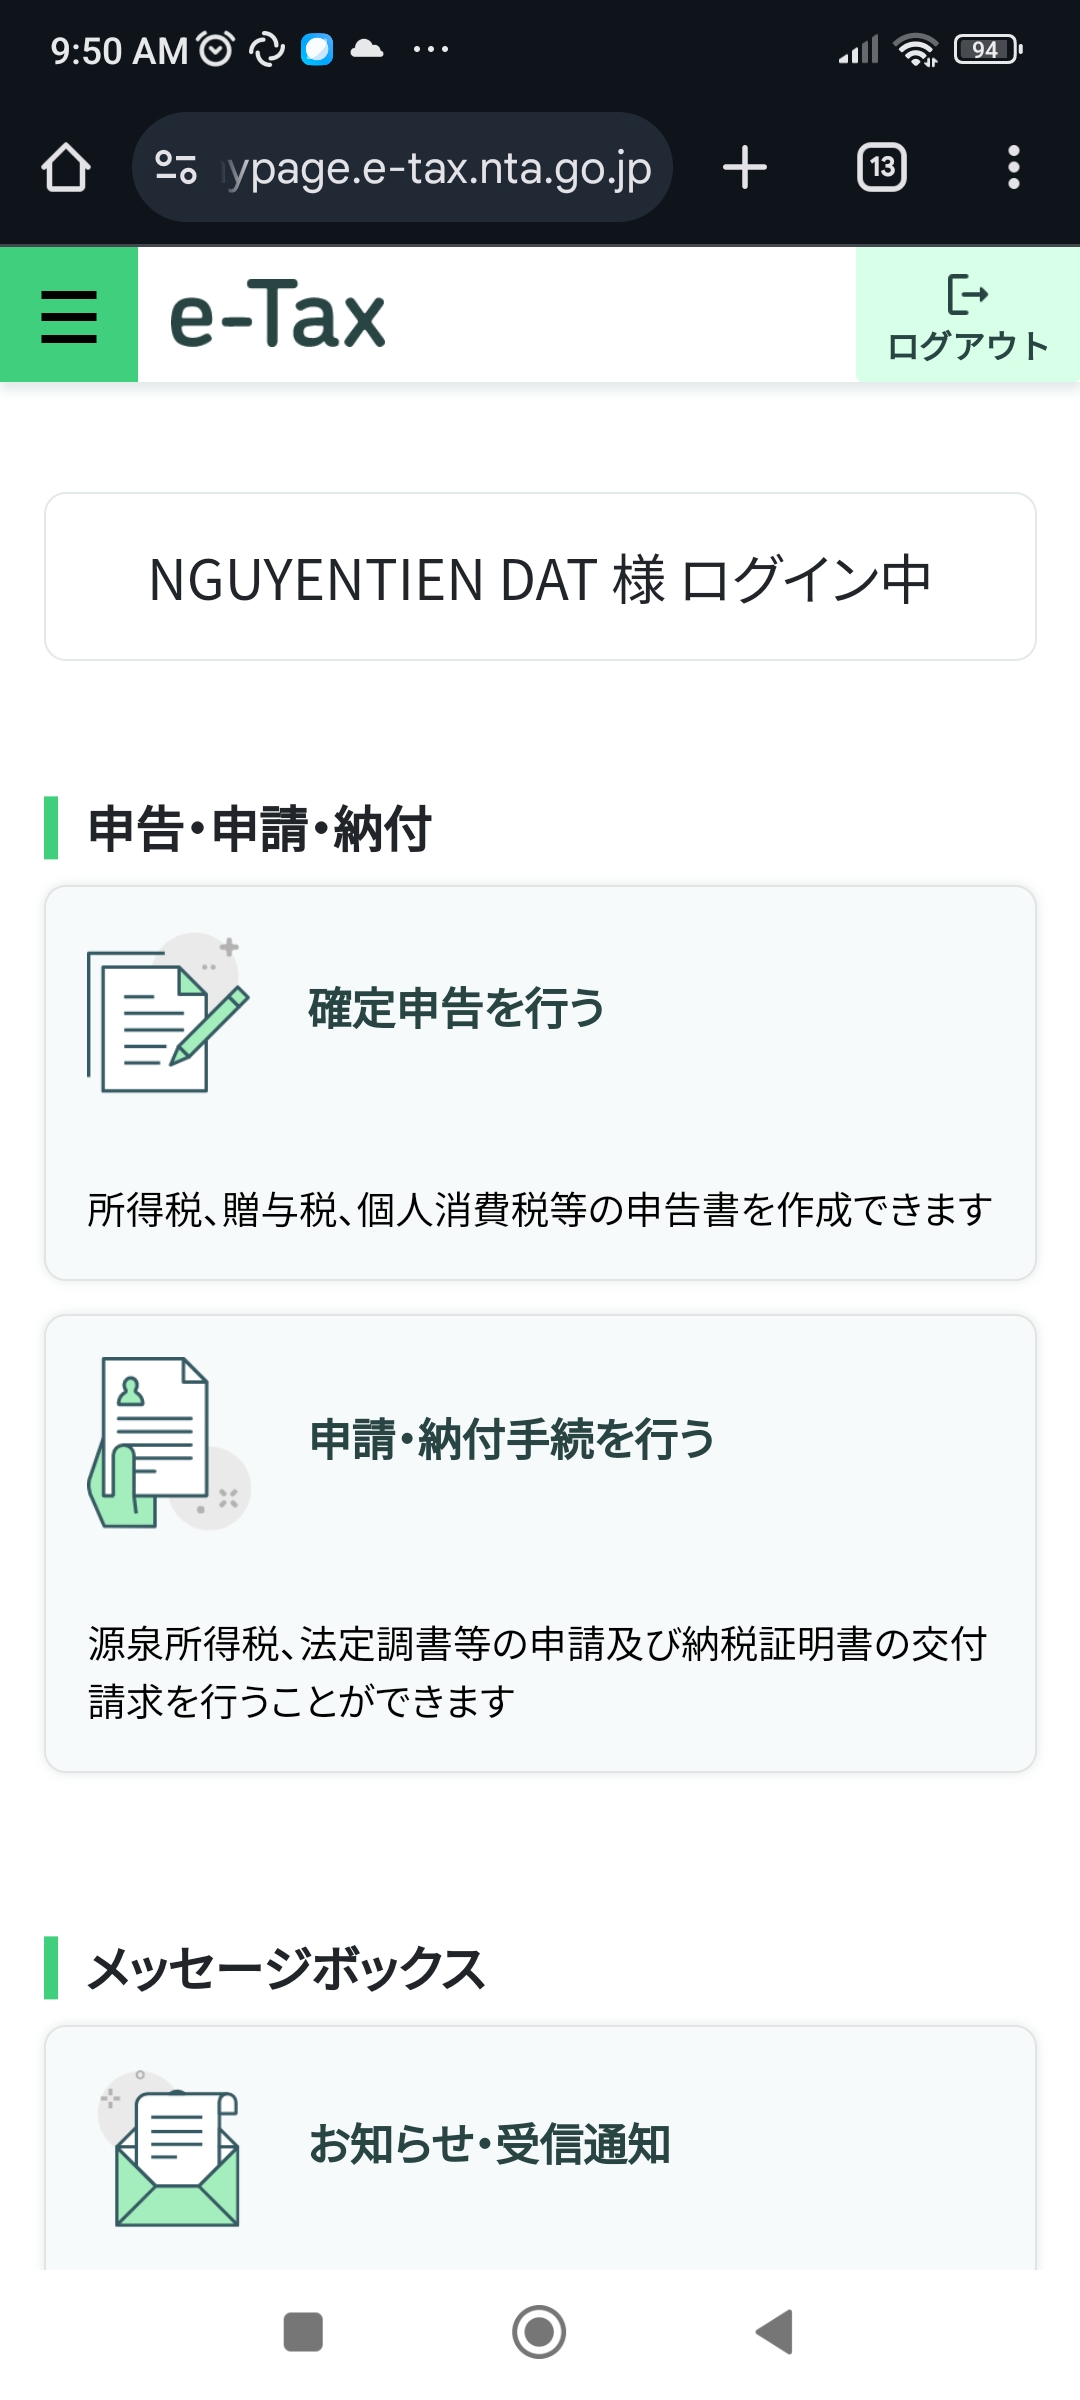 9:50 AM
94
ypage.e-tax.nta.go.jp
13
e-Tax
ログアウト
NGUYENTIEN DAT 様 ログイン中
申告・申請・納付
確定申告を行う
所得税、贈与税、個人消費税等の申告書を作成できます
申請・納付手続を行う
源泉所得税、法定調書等の申請及び納税証明書の交付
請求を行うことができます
メッセージボックス
お知らせ・受信通知